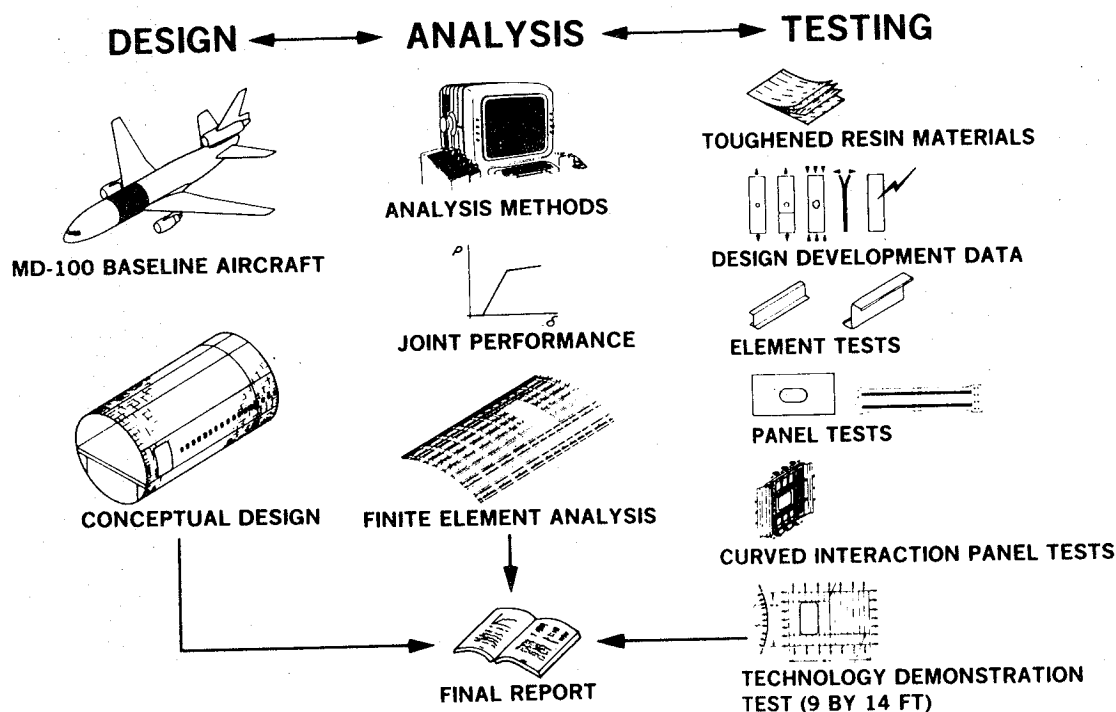 DESIGN
ANALYSIS
TESTING
MD-100 BASELINE AIRCRAFT
CONCEPTUAL DESIGN
ANALYSIS METHODS
P
δ
JOINT PERFORMANCE
FINITE ELEMENT ANALYSIS
TOUGHENED RESIN MATERIALS
DESIGN DEVELOPMENT DATA
ELEMENT TESTS
PANEL TESTS
CURVED INTERACTION PANEL TESTS
TECHNOLOGY DEMONSTRATION
TEST (9 BY 14 FT)
FINAL REPORT